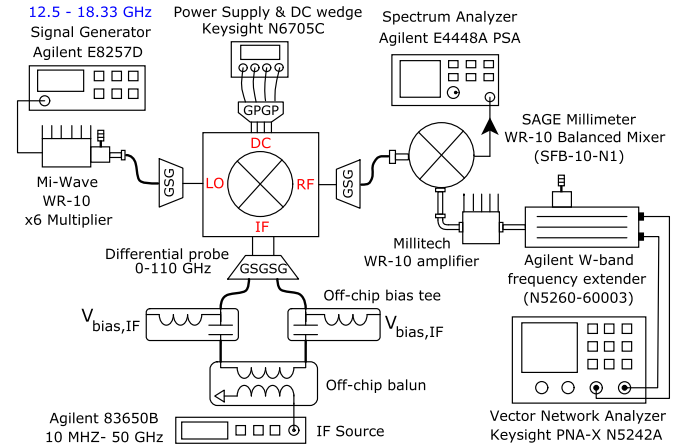 12.5 - 18.33 GHz
Signal Generator
Agilent E8257D
Power Supply & DC wedge
Keysight N6705C
Spectrum Analyzer
Agilent E4448A PSA
GPGP
SAGE Millimeter
WR-10 Balanced Mixer
(SFB-10-N1)
DC
LO
RF
IF
GSG
GSG
Mi-Wave
WR-10
x6 Multiplier
Differential probe
0-110 GHz
GSGSG
Millitech
WR-10 amplifier
Agilent W-band
frequency extender
(N5260-60003)
Off-chip bias tee
Vbias,IF
Vbias,IF
Off-chip balun
Agilent 83650B
10 MHZ- 50 GHz
IF Source
Vector Network Analyzer
Keysight PNA-X N5242A